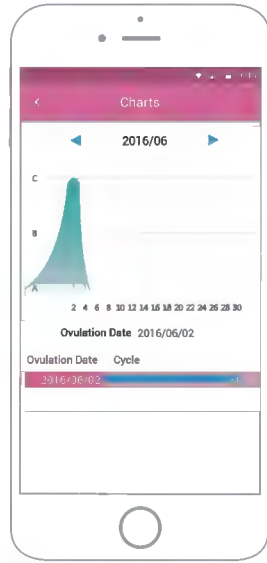 Charts
2016/06
C
B
A
2 4 6 8 10 12 14 16 18 20 22 24 26 28 30
Ovulation Date 2016/06/02
Ovulation Date Cycle
2016/06/02